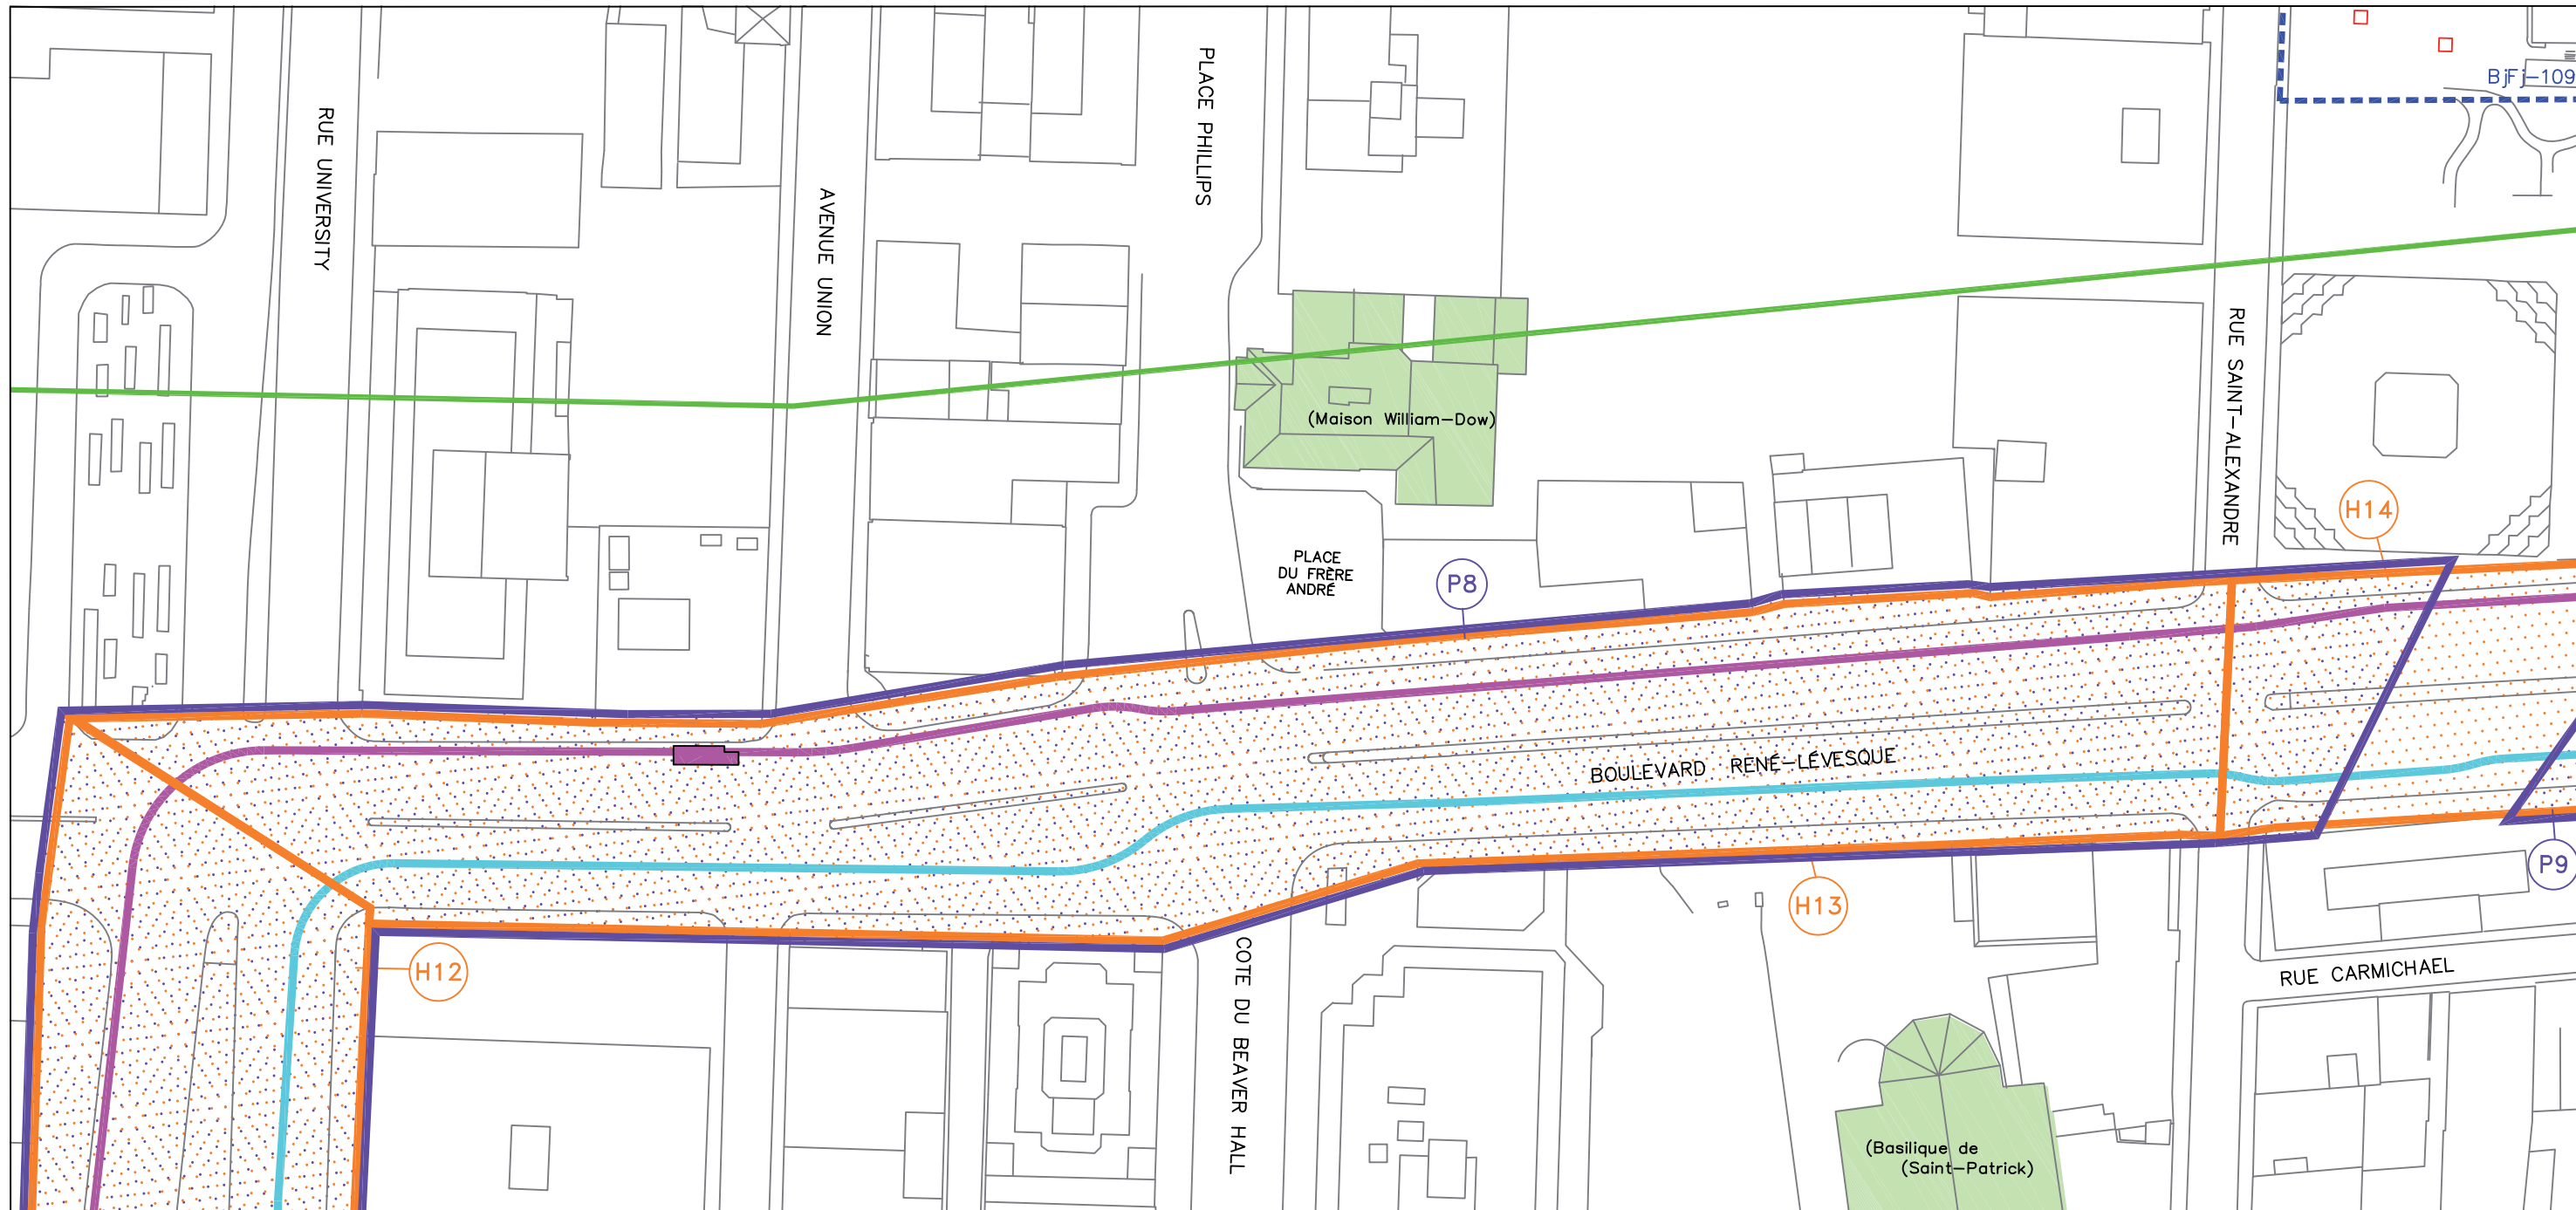 PLACE PHILLIPS
BjFj-109
RUE UNIVERSITY
AVENUE UNION
RUE SAINT-ALEXANDRE
(Maison William-Dow)
H14
PLACE
DU FRÈRE
ANDRÉ
P8
BOULEVARD RENÉ-LÉVESQUE
P9
H13
H12
COTE DU BEAVER HALL
RUE CARMICHAEL
(Basilique de
(Saint-Patrick)